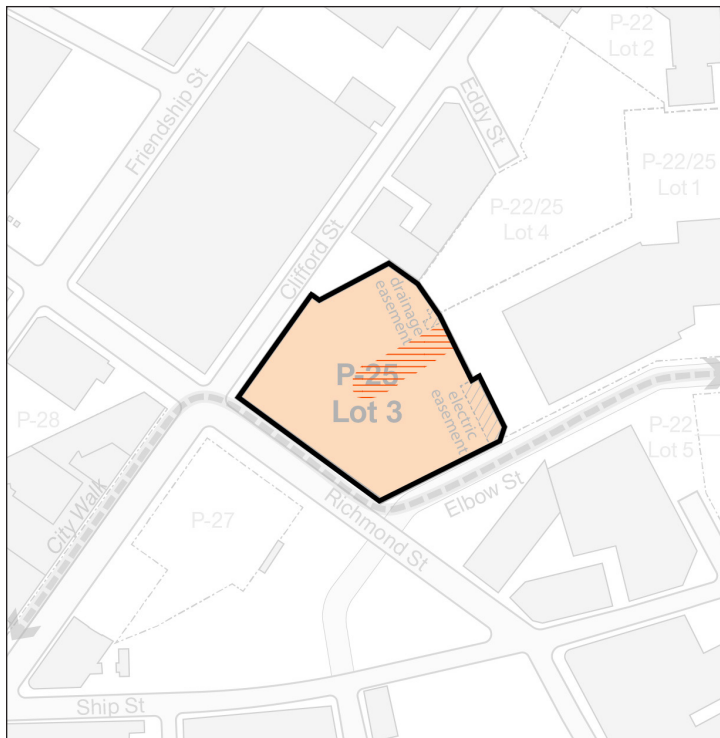 P-22
Lot 2
Friendship St
Eddy St
P-22/25
Lot 1
P-22/25
Lot 4
Clifford St
drainage
easement
P-25
Lot 3
electric
easement
P-28
P-22
Lot 5
City Walk
Elbow St
Richmond St
P-27
Ship St